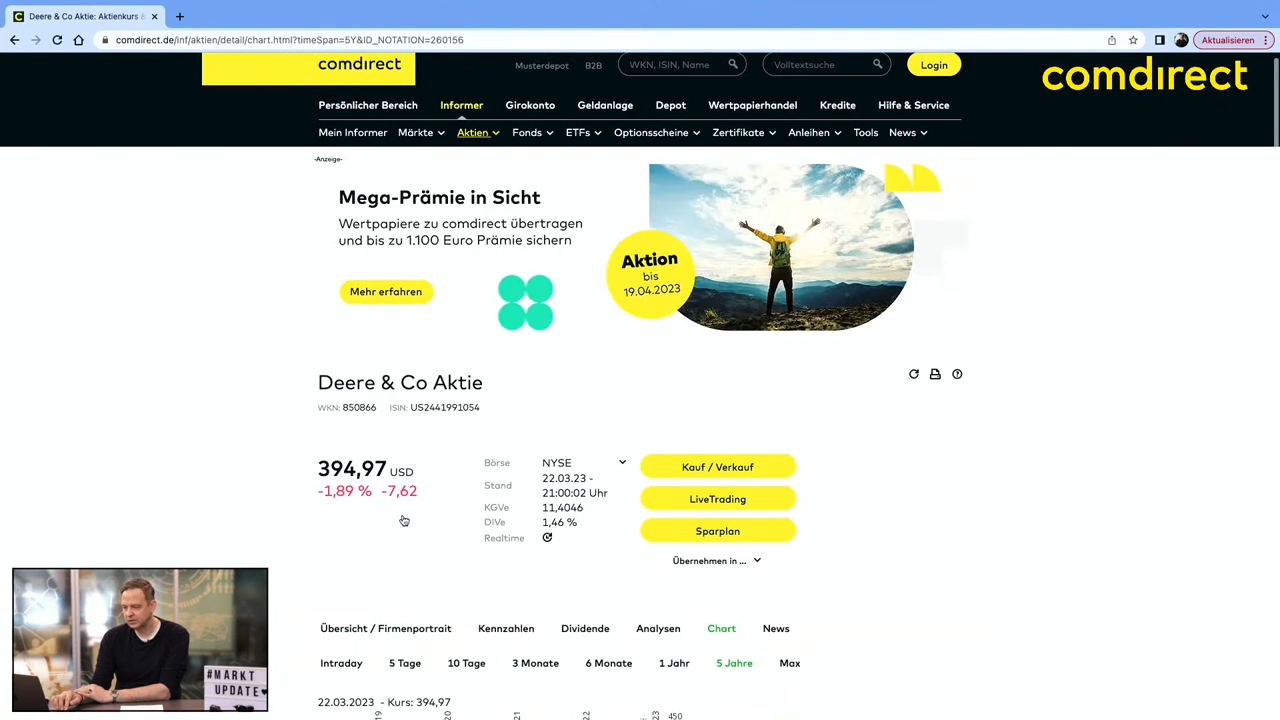 Deere & Co Aktie: Aktienkurs &
comdirect.de/inf/aktien/detail/chart.html?timeSpan=5Y&ID_NOTATION=260156
Aktualisieren
comdirect
Musterdepot B2B WKN, ISIN, Name Volltextsuche Login
comdirect
Persönlicher Bereich Informer Girokonto Geldanlage Depot Wertpapierhandel Kredite Hilfe & Service
Mein Informer Märkte Aktien Fonds ETFs Optionsscheine Zertifikate Anleihen Tools News
-Anzeige-
Mega-Prämie in Sicht
Wertpapiere zu comdirect übertragen
und bis zu 1.100 Euro Prämie sichern
Mehr erfahren
Aktion
bis
19.04.2023
Deere & Co Aktie
WKN: 850866 ISIN: US2441991054
394,97 USD
-1,89 % -7,62
Börse NYSE
Stand 22.03.23 -
21:00:02 Uhr
KGVe 11,4046
DIVe 1,46 %
Realtime
Kauf / Verkauf
LiveTrading
Sparplan
Übernehmen in ...
Übersicht / Firmenportrait Kennzahlen Dividende Analysen Chart News
Intraday 5 Tage 10 Tage 3 Monate 6 Monate 1 Jahr 5 Jahre Max
22.03.2023 - Kurs: 394,97
19 20 21 22 23 450
#MARKT
UPDATE